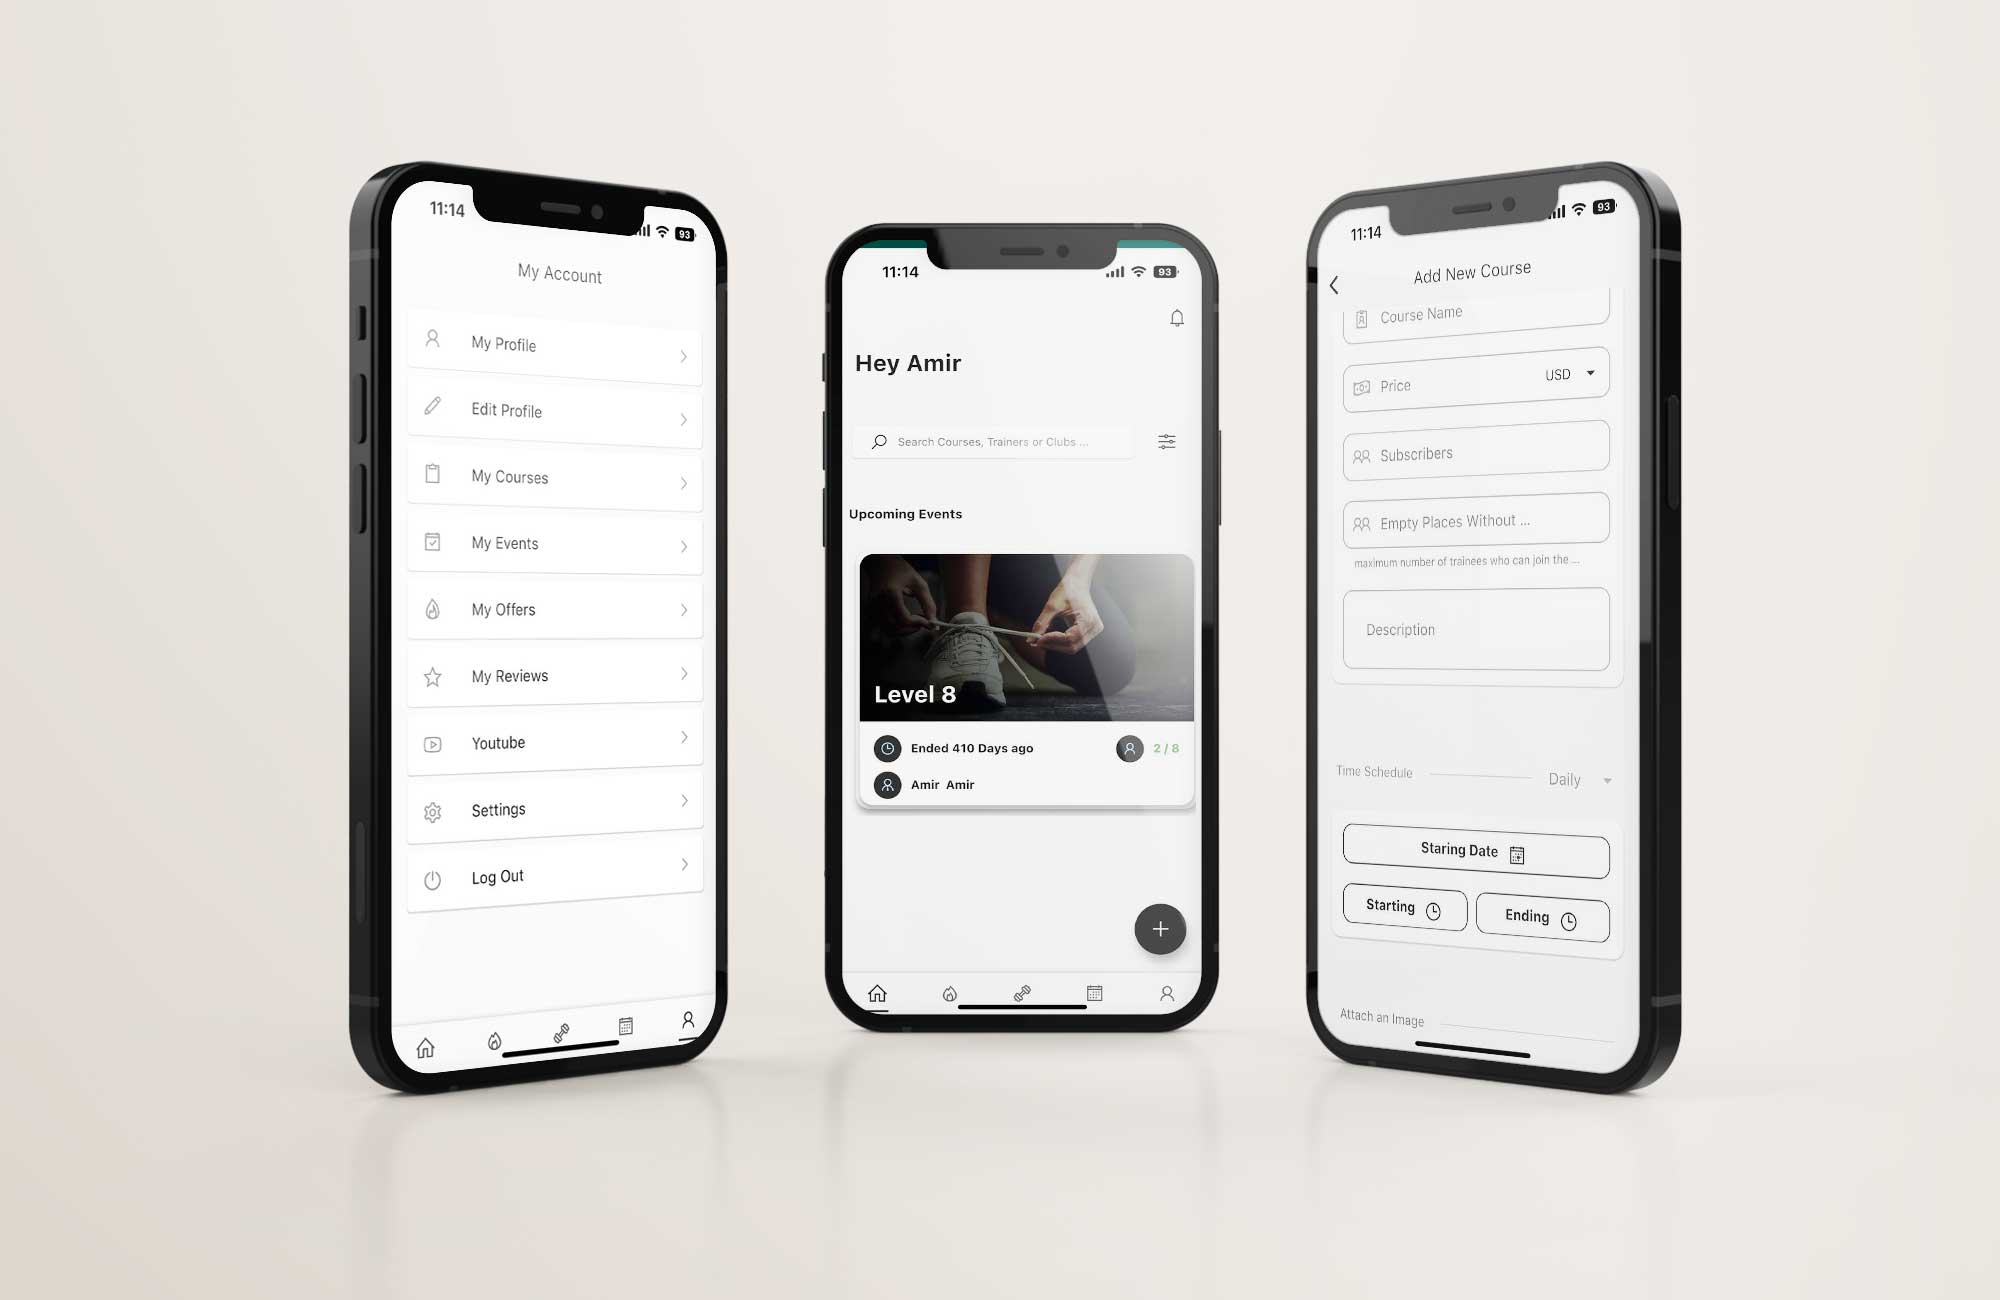 11:14
93
My Account
My Profile
Edit Profile
My Courses
My Events
My Offers
My Reviews
Youtube
Settings
Log Out
11:14
93
Hey Amir
Search Courses, Trainers or Clubs ...
Upcoming Events
Level 8
Ended 410 Days ago
2 / 8
Amir Amir
11:14
93
Add New Course
Course Name
Price
USD
Subscribers
Empty Places Without ...
maximum number of trainees who can join the ...
Description
Time Schedule
Daily
Staring Date
Starting
Ending
Attach an Image